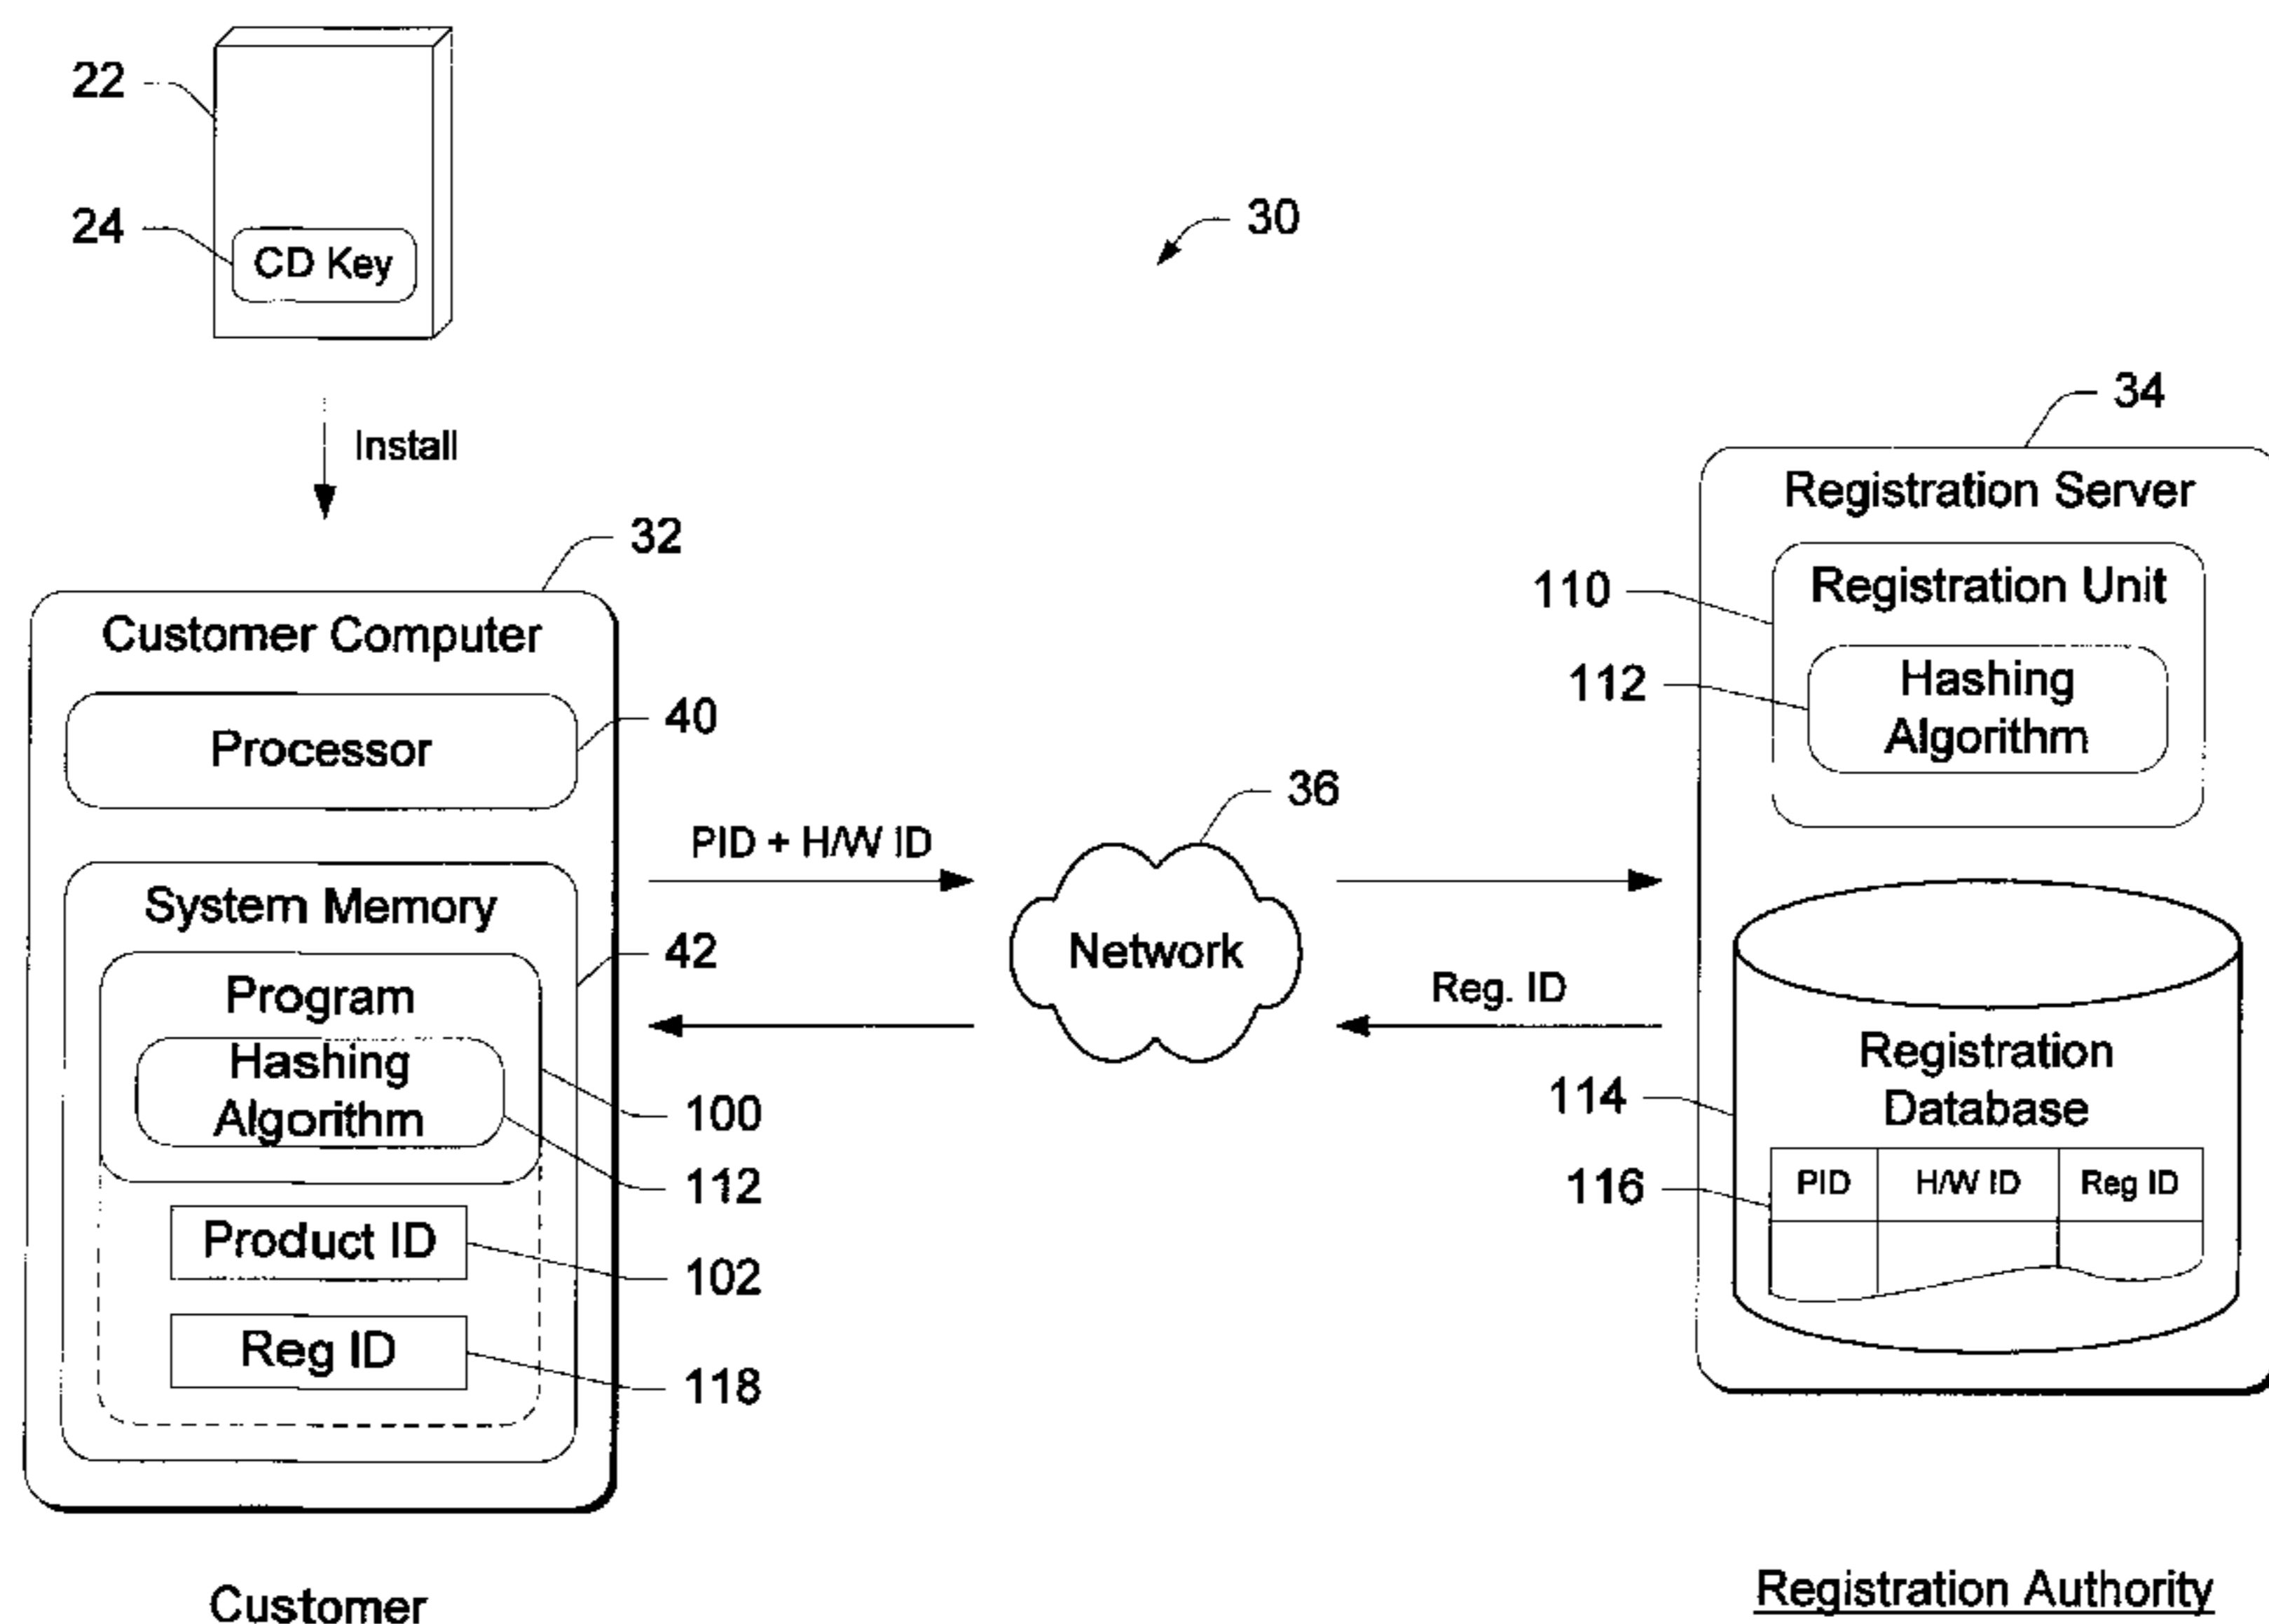 22
24
CD Key
30
Install
34
Registration Server
32
110
Registration Unit
Customer Computer
112
Hashing
Algorithm
40
Processor
36
PID + H/W ID
System Memory
42
Network
Program
Reg. ID
Hashing
Algorithm
Registration
Database
114
100
116
PID
H/W ID
Reg ID
112
Product ID
102
Reg ID
118
Customer
Registration Authority